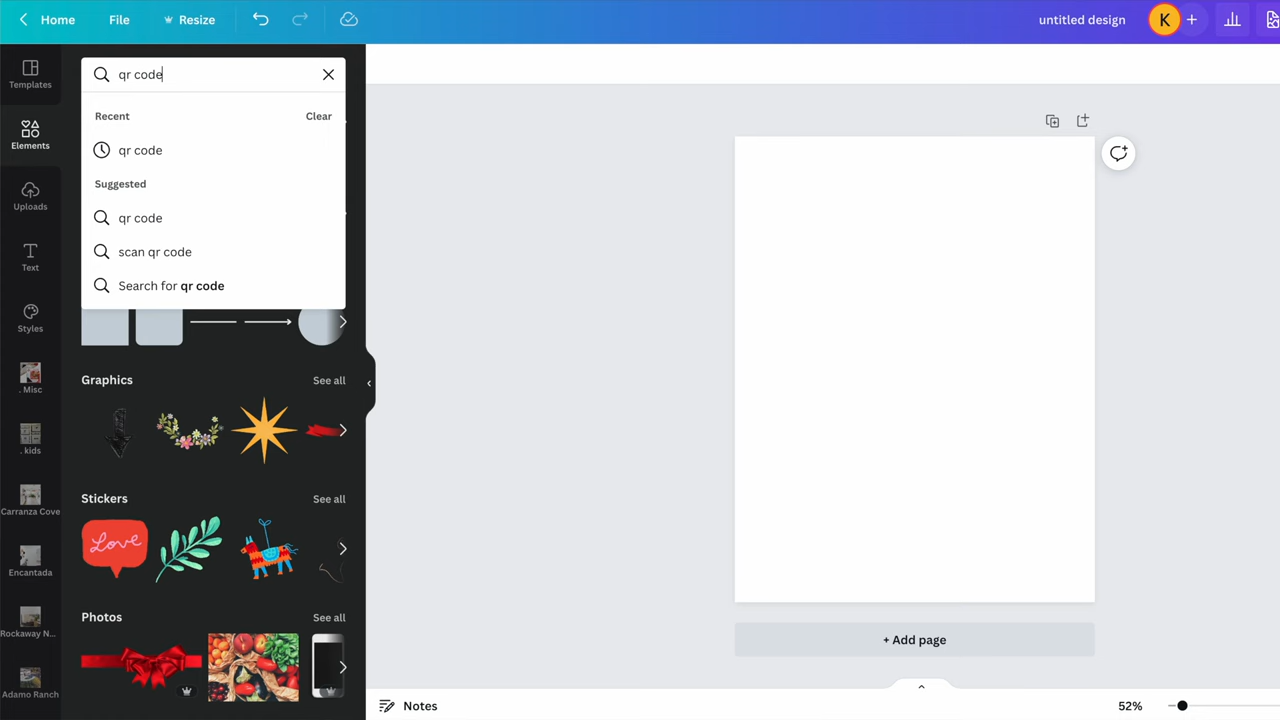 Home File Resize untitled design K
Templates
Elements
Uploads
Text
Styles
. Misc
. kids
Carranza Cove
Encantada
Rockaway N...
Adamo Ranch
qr code
Recent Clear
qr code
Suggested
qr code
scan qr code
Search for qr code
Graphics See all
Stickers See all
Love
Photos See all
+ Add page
Notes 52%